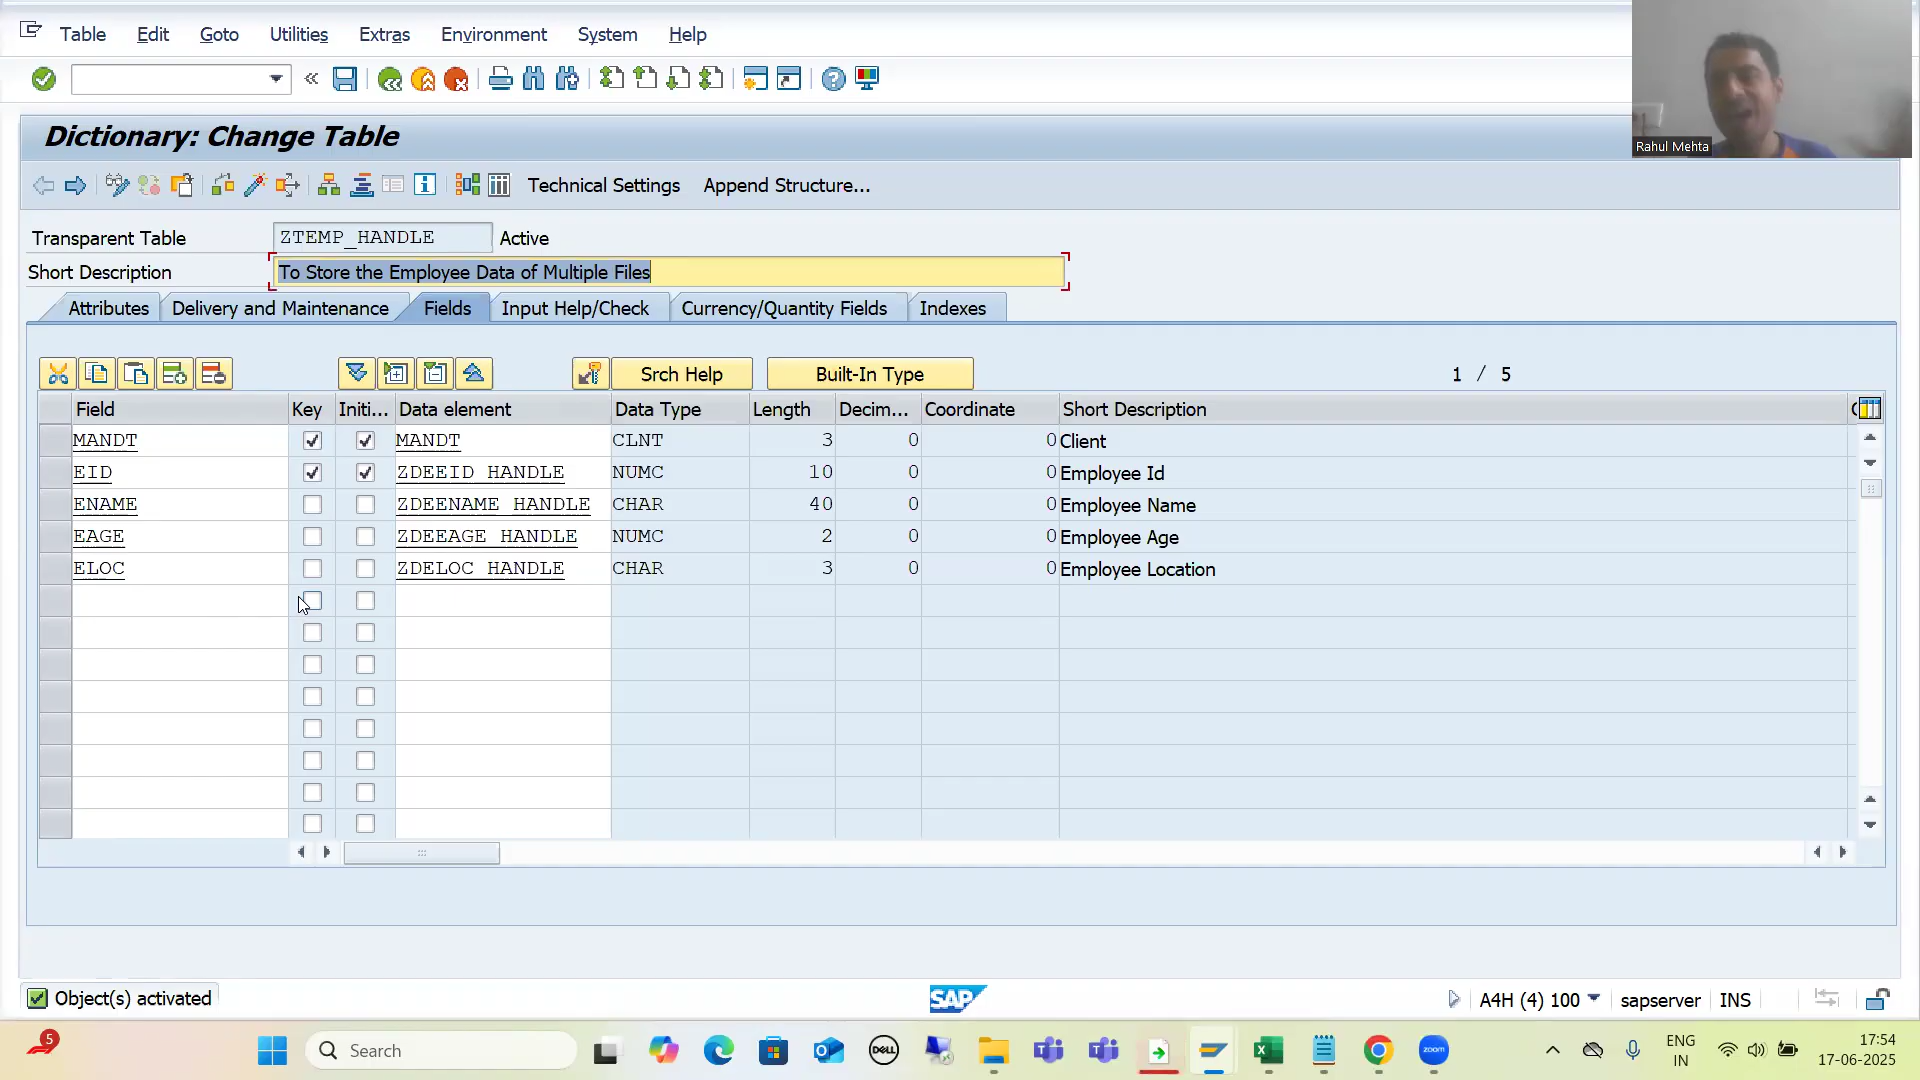 Table Edit Goto Utilities Extras Environment System Help
Rahul Mehta
Dictionary: Change Table
Technical Settings Append Structure...
Transparent Table ZTEMP_HANDLE Active
Short Description To Store the Employee Data of Multiple Files
Attributes Delivery and Maintenance Fields Input Help/Check Currency/Quantity Fields Indexes
Srch Help Built-In Type 1 / 5
Field Key Initi... Data element Data Type Length Decim... Coordinate Short Description
MANDT MANDT CLNT 3 0 0 Client
EID ZDEEID_HANDLE NUMC 10 0 0 Employee Id
ENAME ZDEENAME_HANDLE CHAR 40 0 0 Employee Name
EAGE ZDEEAGE_HANDLE NUMC 2 0 0 Employee Age
ELOC ZDELOC_HANDLE CHAR 3 0 0 Employee Location
Object(s) activated SAP A4H (4) 100 sapserver INS
5 Search DELL zoom ENG 17:54
IN 17-06-2025